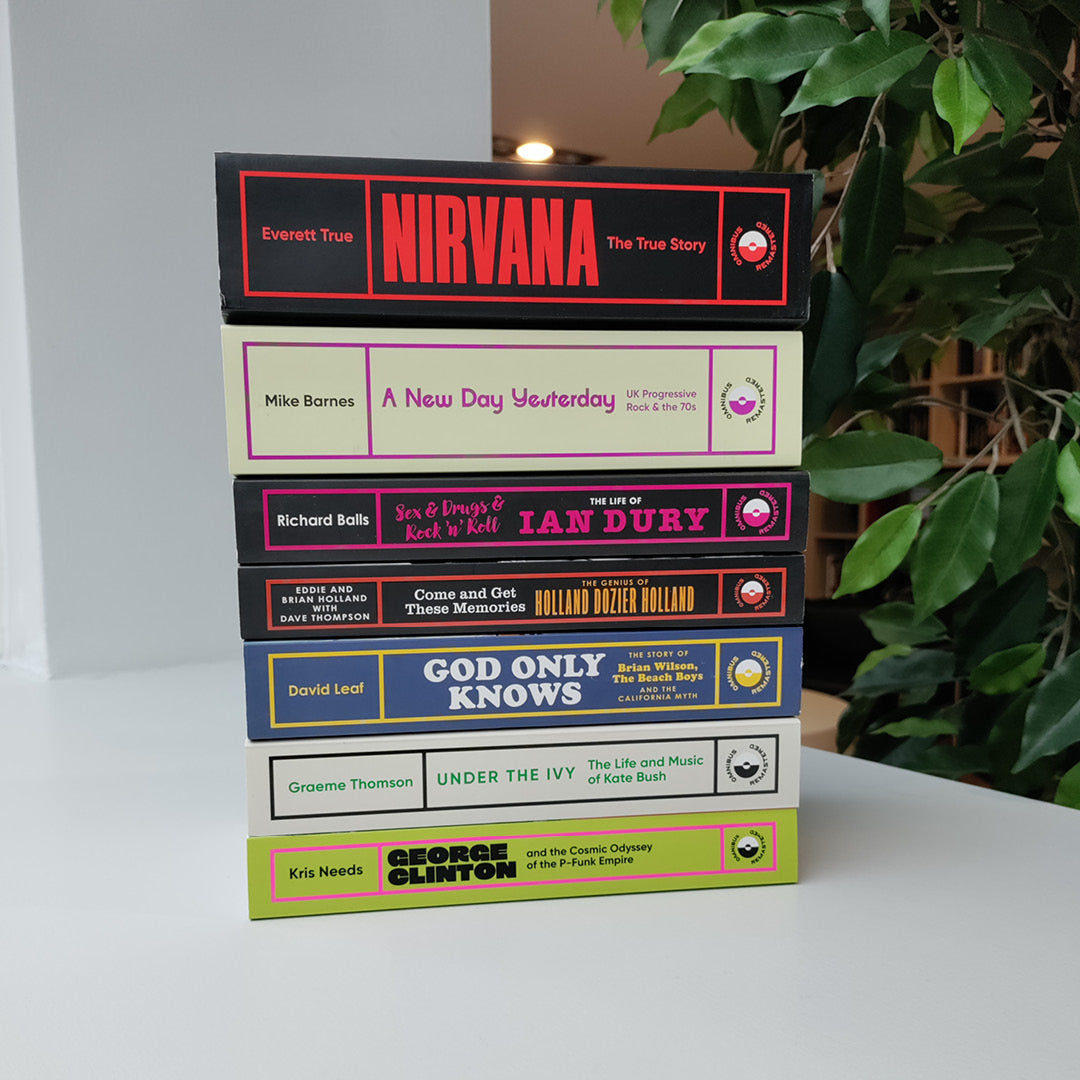 Everett True
NIRVANA
The True Story
OMNIBUS
REMASTERED
Mike Barnes
A New Day Yesterday
UK Progressive
Rock & the 70s
OMNIBUS
REMASTERED
Richard Balls
Sex & Drugs &
Rock 'n' Roll
THE LIFE OF
IAN DURY
OMNIBUS
REMASTERED
EDDIE AND
BRIAN HOLLAND
WITH
DAVE THOMPSON
Come and Get
These Memories
THE GENIUS OF
HOLLAND DOZIER HOLLAND
OMNIBUS
REMASTERED
David Leaf
GOD ONLY
KNOWS
THE STORY OF
Brian Wilson,
The Beach Boys
AND THE
CALIFORNIA MYTH
OMNIBUS
REMASTERED
Graeme Thomson
UNDER THE IVY
The Life and Music
of Kate Bush
OMNIBUS
REMASTERED
Kris Needs
GEORGE
CLINTON
and the Cosmic Odyssey
of the P-Funk Empire
OMNIBUS
REMASTERED